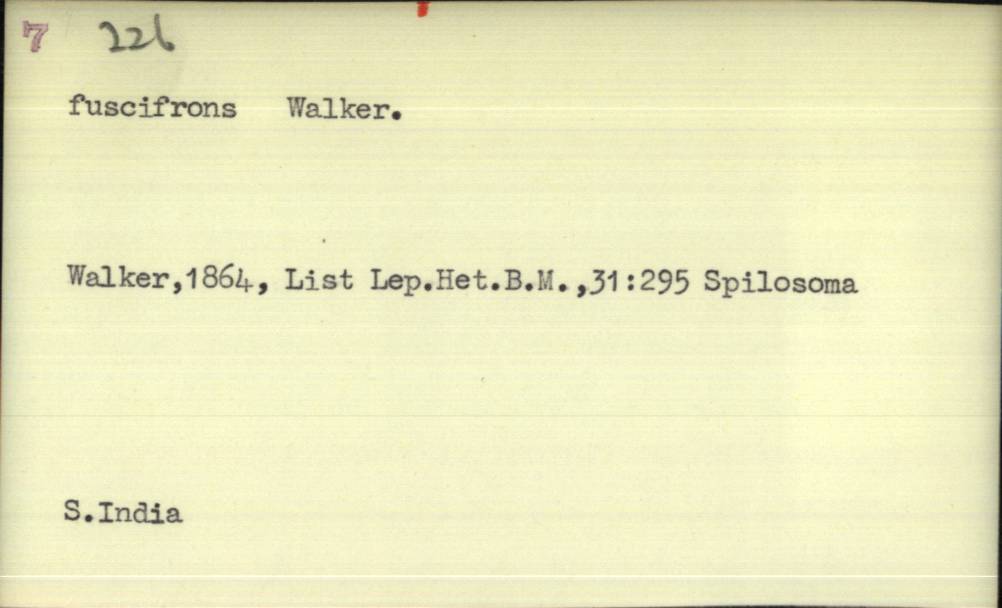 7 226
fuscifrons Walker.
Walker,1864, List Lep.Het.B.M.,31:295 Spilosoma
S.India